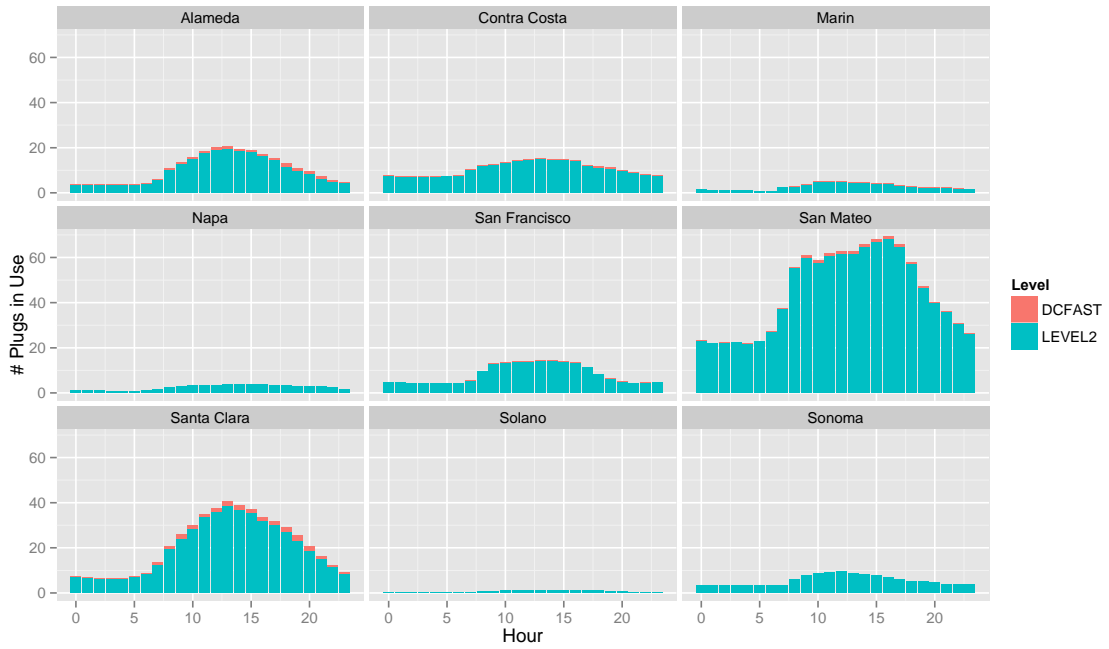 Alameda
Contra Costa
Marin
60
40
20
0
Napa
San Francisco
San Mateo
60
40
20
0
Santa Clara
Solano
Sonoma
60
40
20
0
0 5 10 15 20
0 5 10 15 20
0 5 10 15 20
Hour
# Plugs in Use
Level
DCFAST
LEVEL2